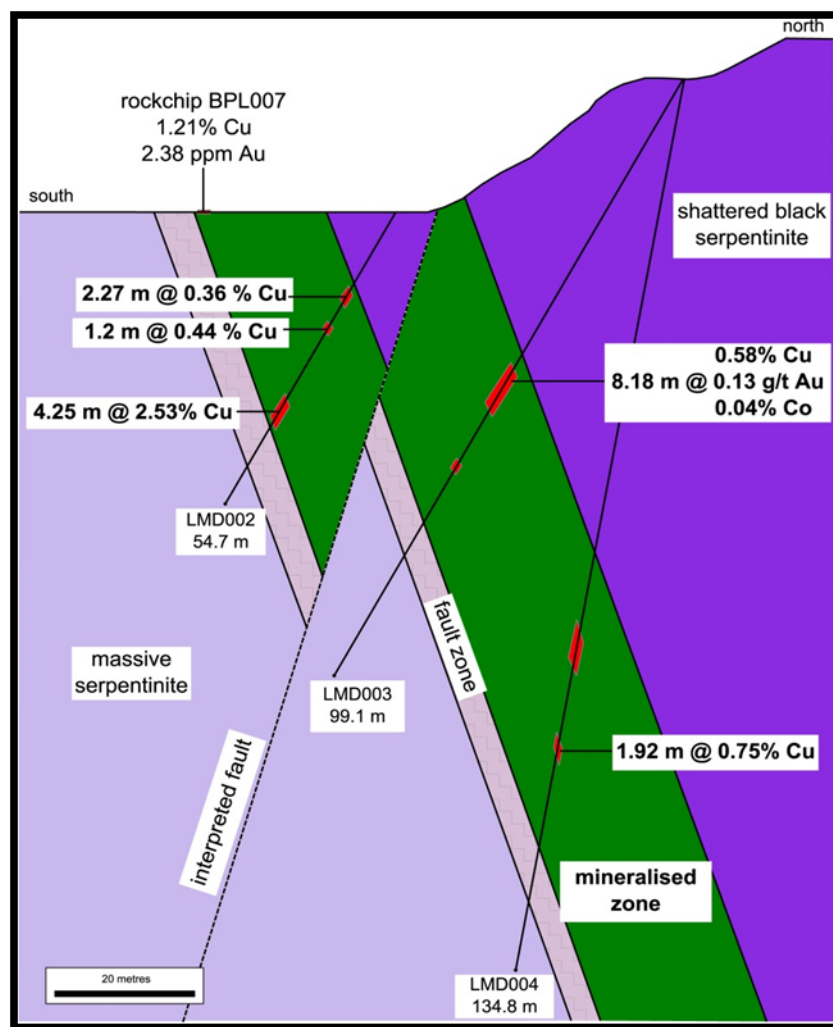 north
rockchip BPL007
1.21% Cu
2.38 ppm Au
south
shattered black
serpentinite
2.27 m @ 0.36 % Cu
1.2 m @ 0.44 % Cu
0.58% Cu
8.18 m @ 0.13 g/t Au
0.04% Co
4.25 m @ 2.53% Cu
LMD002
54.7 m
fault zone
massive
serpentinite
LMD003
99.1 m
interpreted fault
1.92 m @ 0.75% Cu
mineralised
zone
20 metres
LMD004
134.8 m